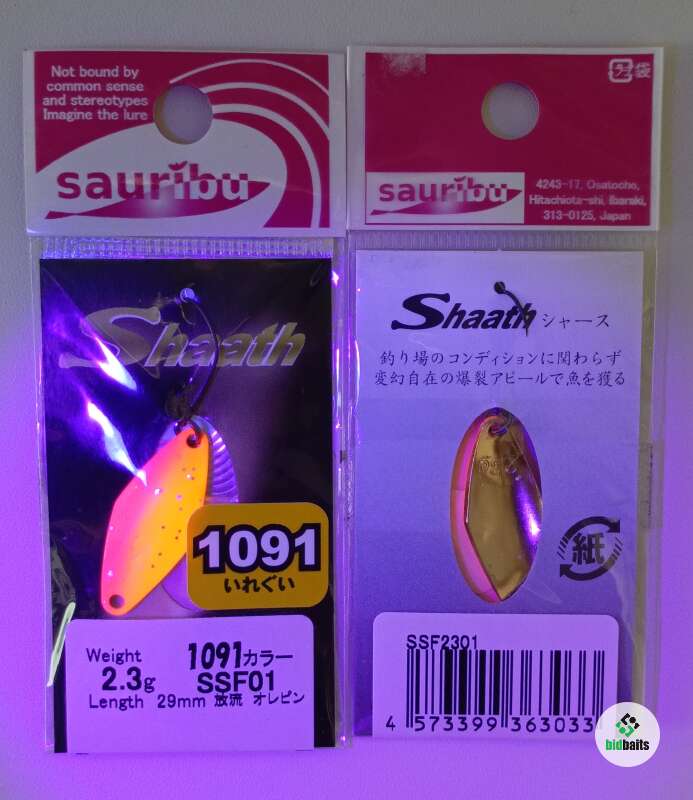 Not bound by
common sense
and stereotypes
Imagine the lure
sauribu
Shaath
1091
いれぐい
Weight
2.3g
1091カラー
SSF01
Length 29mm 放流 オレピン
プラ 袋
sauribu
4243-17, Osatocho,
Hitachiota-shi, Ibaraki,
313-0125, Japan
Shaath シャース
釣り場のコンディションに関わらず
変幻自在の爆裂アピールで魚を獲る
紙
SSF2301
4 573399 363033
bidbaits